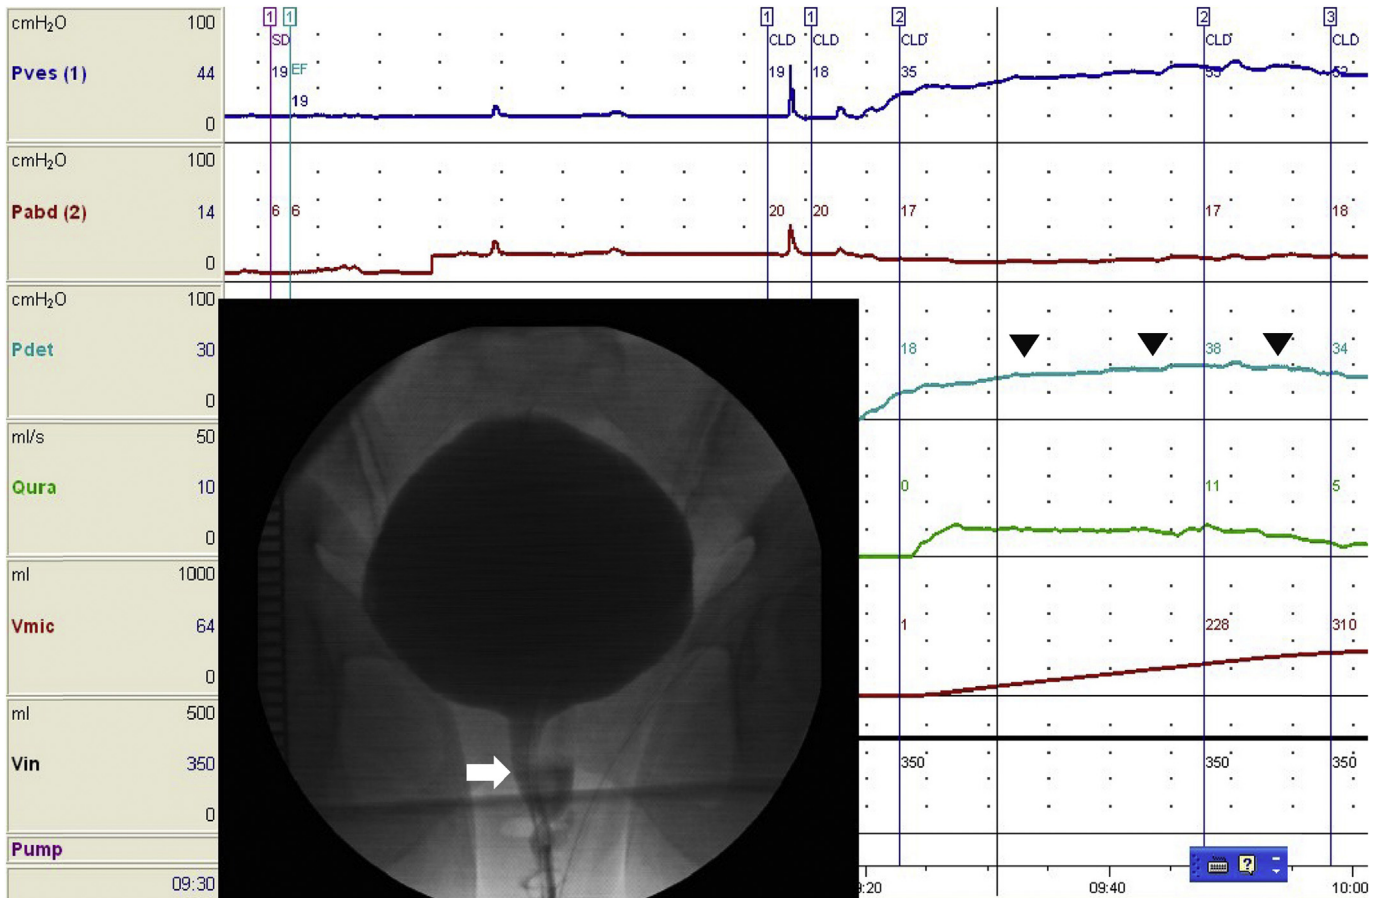 1 1 1 1 2 2 3
cmH2O 100
SD CLD CLD CLD CLD CLD
Pves (1) 44
19 EF 19 18 35 53 52
19
0
cmH2O 100
Pabd (2) 14
6 6 20 20 17 17 18
0
cmH2O 100
Pdet 30
18 38 34
0
ml/s 50
Qura 10
0 11 5
0
ml 1000
Vmic 64
1 228 310
0
ml 500
Vin 350
350 350 350
0
Pump
09:30
:20 09:40 10:00